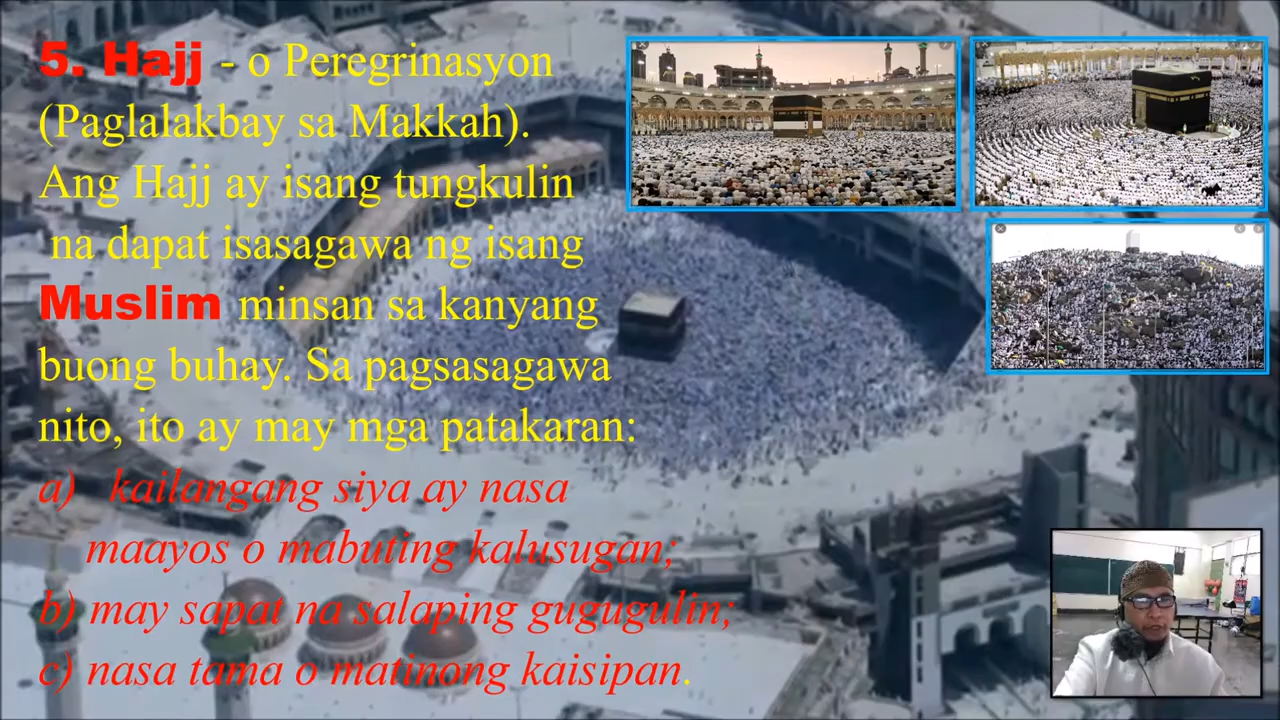 5. Hajj - o Peregrinasyon
(Paglalakbay sa Makkah).
Ang Hajj ay isang tungkulin
na dapat isasagawa ng isang
Muslim minsan sa kanyang
buong buhay. Sa pagsasagawa
nito, ito ay may mga patakaran:
a) kailangang siya ay nasa
maayos o mabuting kalusugan;
b) may sapat na salaping gugugulin;
c) nasa tama o matinong kaisipan.